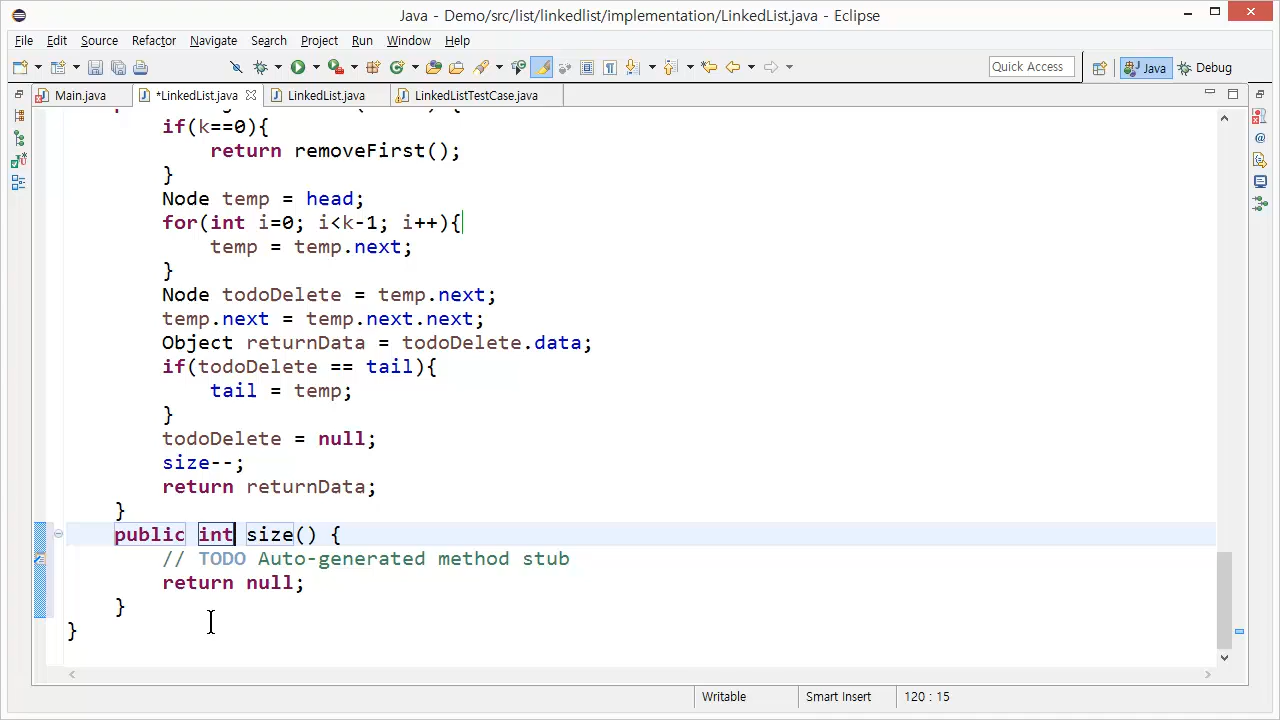 Java - Demo/src/list/linkedlist/implementation/LinkedList.java - Eclipse
File Edit Source Refactor Navigate Search Project Run Window Help
Quick Access Java Debug
Main.java *LinkedList.java LinkedList.java LinkedListTestCase.java
if(k==0){
return removeFirst();
}
Node temp = head;
for(int i=0; i<k-1; i++){
temp = temp.next;
}
Node todoDelete = temp.next;
temp.next = temp.next.next;
Object returnData = todoDelete.data;
if(todoDelete == tail){
tail = temp;
}
todoDelete = null;
size--;
return returnData;
}
public int size() {
// TODO Auto-generated method stub
return null;
}
}
Writable Smart Insert 120 : 15